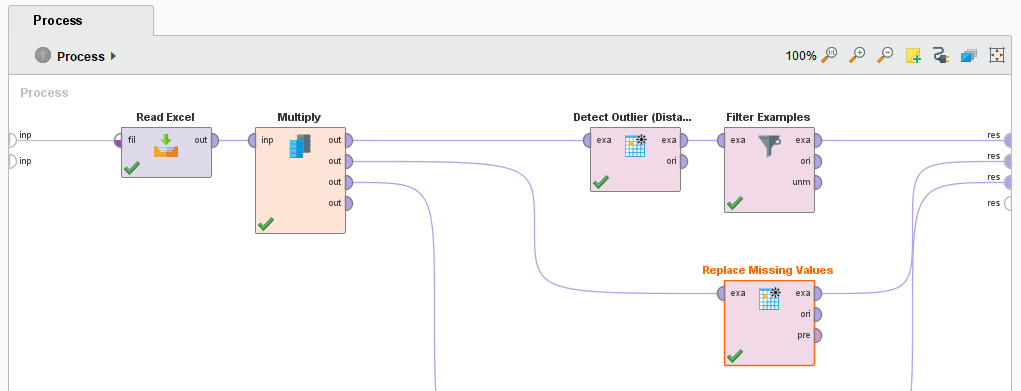 Process
Process
100%
Process
inp
inp
Read Excel
fil out
Multiply
inp out
out
out
out
Detect Outlier (Dista...
exa exa
ori
Filter Examples
exa exa
ori
unm
Replace Missing Values
exa exa
ori
pre
res
res
res
res